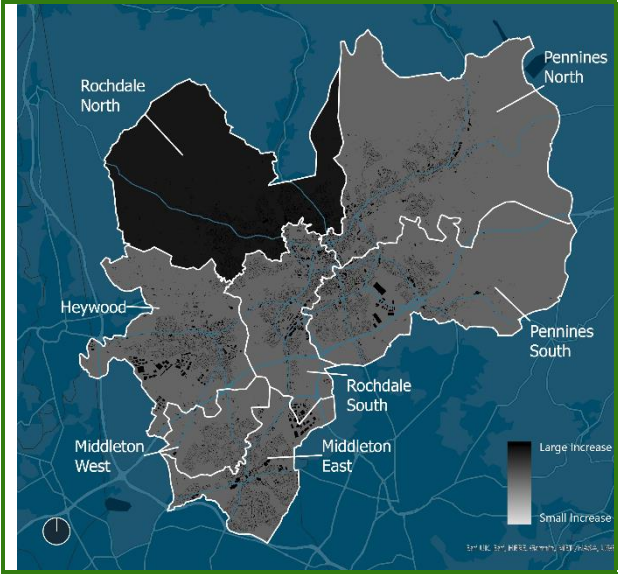 Pennines
North
Rochdale
North
Heywood
Pennines
South
Rochdale
South
Middleton
West
Middleton
East
Large Increase
Small Increase